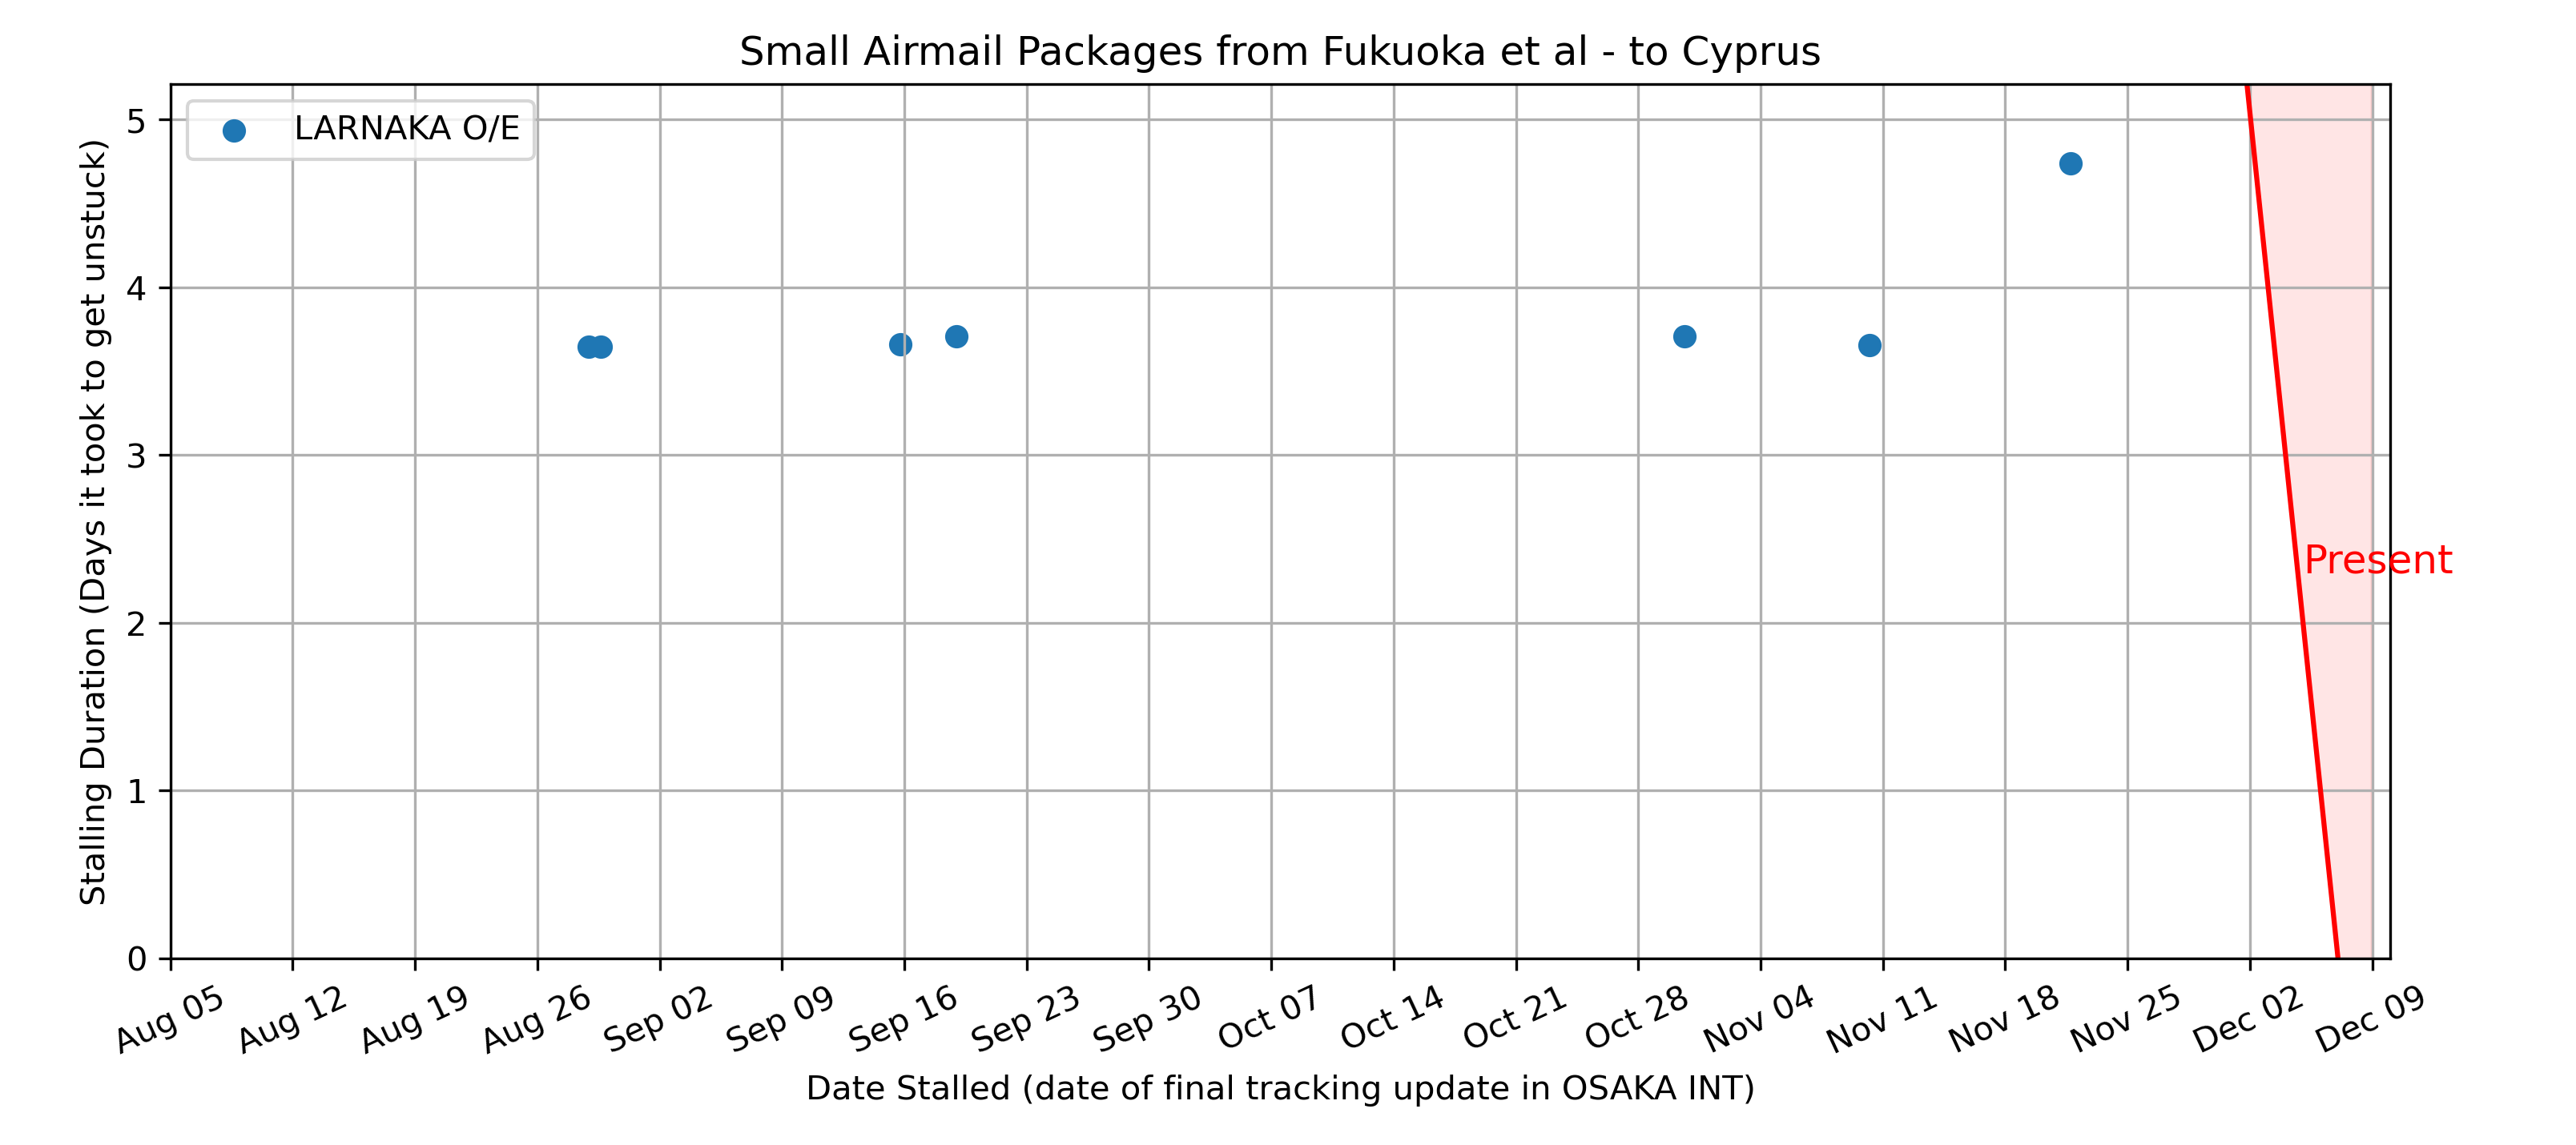 Small Airmail Packages from Fukuoka et al - to Cyprus
LARNAKA O/E
Stalling Duration (Days it took to get unstuck)
5
4
3
2
1
0
Present
Aug 05
Aug 12
Aug 19
Aug 26
Sep 02
Sep 09
Sep 16
Sep 23
Sep 30
Oct 07
Oct 14
Oct 21
Oct 28
Nov 04
Nov 11
Nov 18
Nov 25
Dec 02
Dec 09
Date Stalled (date of final tracking update in OSAKA INT)